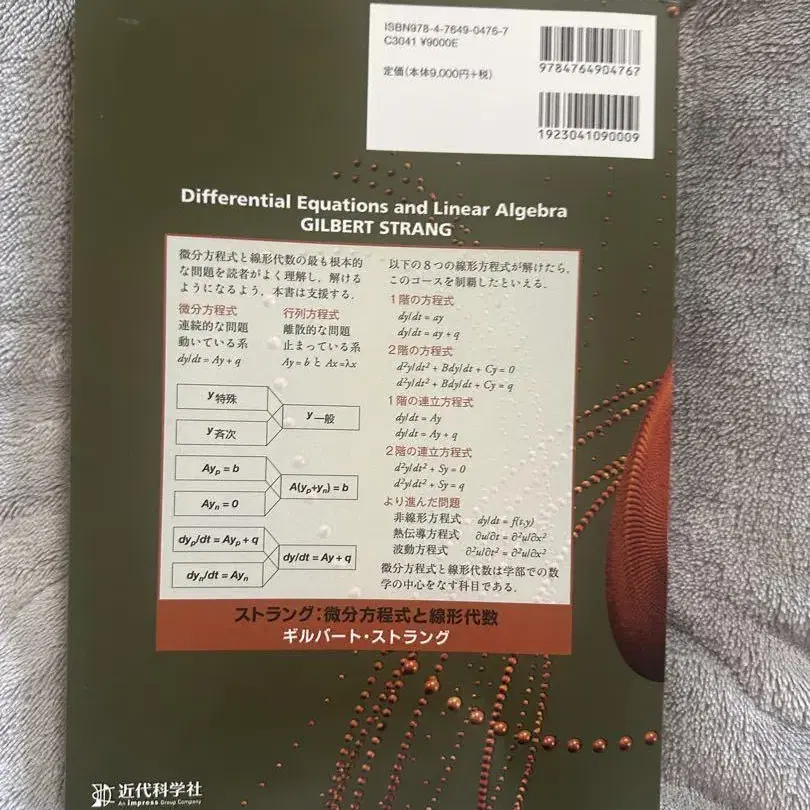 ISBN978-4-7649-0476-7
C3041 ¥9000E
定価(本体9,000円+税)
9784764904767
1923041090009
Differential Equations and Linear Algebra
GILBERT STRANG
微分方程式と線形代数の最も根本的
な問題を読者がよく理解し,解ける
ようになるよう,本書は支援する.
微分方程式 行列方程式
連続的な問題 離散的な問題
動いている系 止まっている系
dy/dt = Ay + q Ay = b と Ax =λx
y 特殊
y 斉次
y 一般
Ayp = b
Ayn = 0
A(yp+yn) = b
dyp/dt = Ayp + q
dyn/dt = Ayn
dy/dt = Ay + q
以下の8つの線形方程式が解けたら,
このコースを制覇したといえる.
1階の方程式
dy/dt = ay
dy/dt = ay + q
2階の方程式
d²y/dt² + Bdy/dt + Cy = 0
d²y/dt² + Bdy/dt + Cy = q
1階の連立方程式
dy/dt = Ay
dy/dt = Ay + q
2階の連立方程式
d²y/dt² + Sy = 0
d²y/dt² + Sy = q
より進んだ問題
非線形方程式 dy/dt = f(t,y)
熱伝導方程式 ∂u/∂t = ∂²u/∂x²
波動方程式 ∂²u/∂t² = ∂²u/∂x²
微分方程式と線形代数は学部での数
学の中心をなす科目である.
ストラング:微分方程式と線形代数
ギルバート・ストラング
近代科学社
An Impress Group Company